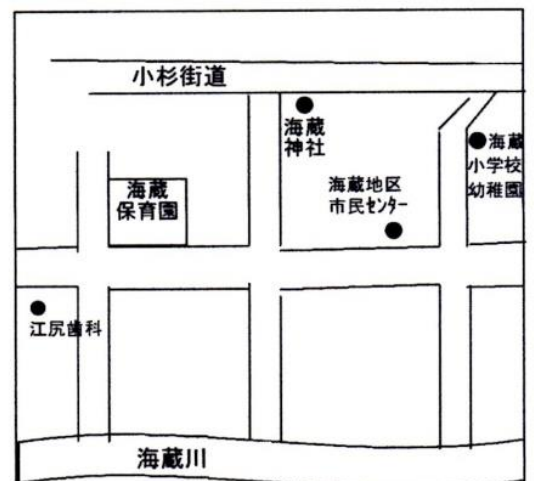 小杉街道
海蔵
神社
海蔵
小学校
幼稚園
海蔵
保育園
海蔵地区
市民センター
江尻歯科
海蔵川